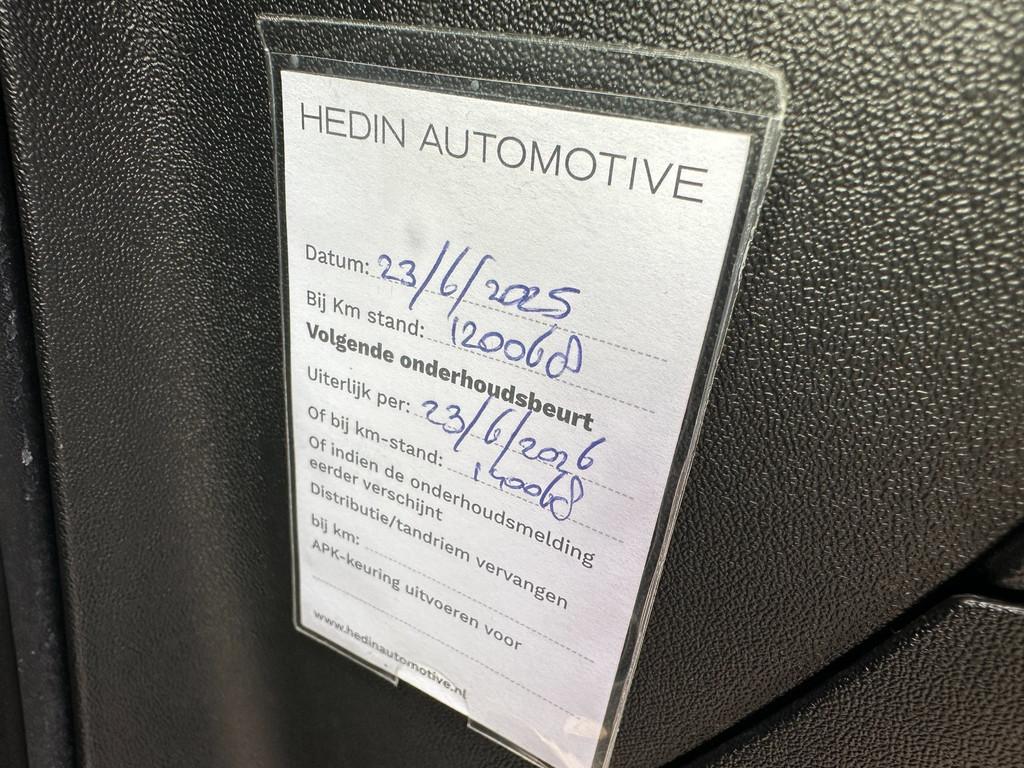 HEDIN AUTOMOTIVE
Datum: 23/6/2025
Bij Km stand: 120068
Volgende onderhoudsbeurt
Uiterlijk per: 23/6/2026
Of bij km-stand: 140068
Of indien de onderhoudsmelding
eerder verschijnt
Distributie/tandriem vervangen
bij km:
APK-keuring uitvoeren voor
www.hedinautomotive.nl